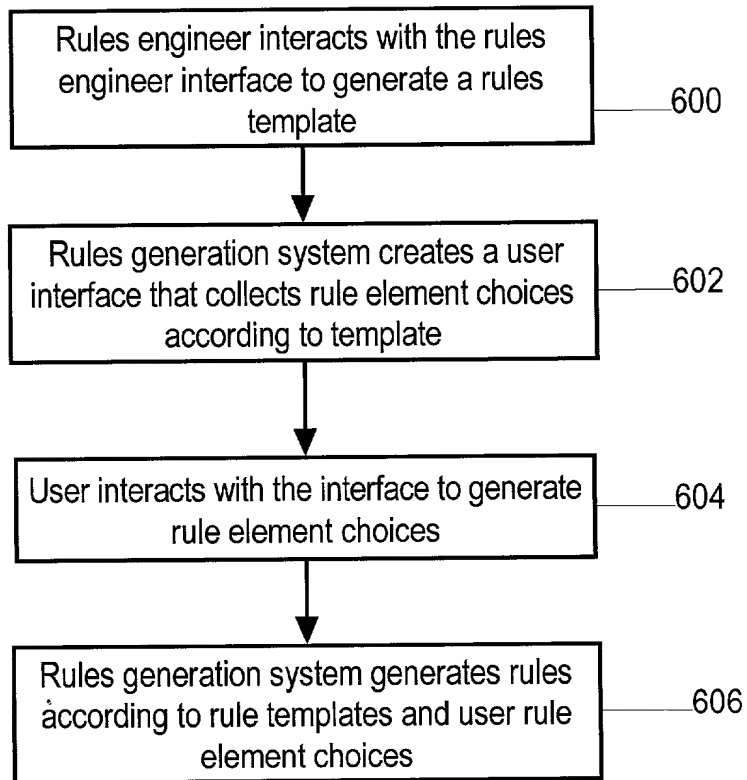 Rules engineer interacts with the rules
engineer interface to generate a rules
template
600
Rules generation system creates a user
interface that collects rule element choices
according to template
602
User interacts with the interface to generate
rule element choices
604
Rules generation system generates rules
according to rule templates and user rule
element choices
606